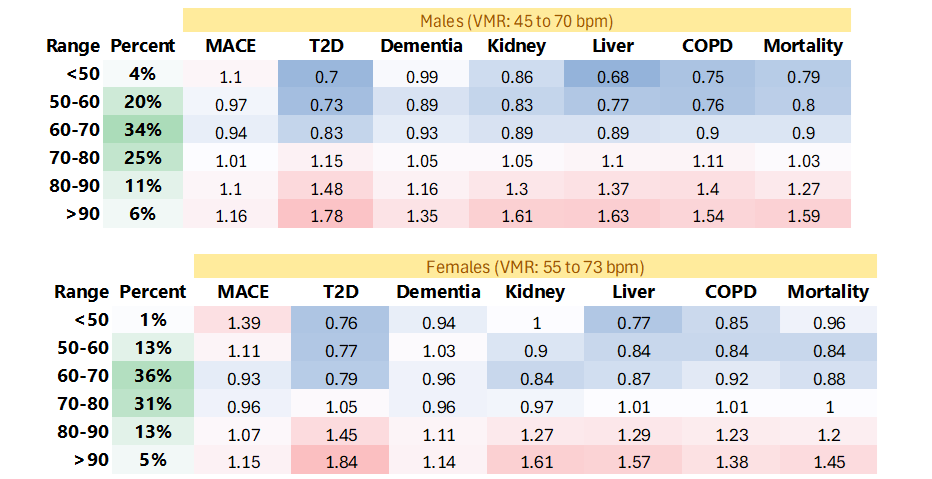 Males (VMR: 45 to 70 bpm)
Range Percent MACE T2D Dementia Kidney Liver COPD Mortality
<50 4% 1.1 0.7 0.99 0.86 0.68 0.75 0.79
50-60 20% 0.97 0.73 0.89 0.83 0.77 0.76 0.8
60-70 34% 0.94 0.83 0.93 0.89 0.89 0.9 0.9
70-80 25% 1.01 1.15 1.05 1.05 1.1 1.11 1.03
80-90 11% 1.1 1.48 1.16 1.3 1.37 1.4 1.27
>90 6% 1.16 1.78 1.35 1.61 1.63 1.54 1.59
Females (VMR: 55 to 73 bpm)
Range Percent MACE T2D Dementia Kidney Liver COPD Mortality
<50 1% 1.39 0.76 0.94 1 0.77 0.85 0.96
50-60 13% 1.11 0.77 1.03 0.9 0.84 0.84 0.84
60-70 36% 0.93 0.79 0.96 0.84 0.87 0.92 0.88
70-80 31% 0.96 1.05 0.96 0.97 1.01 1.01 1
80-90 13% 1.07 1.45 1.11 1.27 1.29 1.23 1.2
>90 5% 1.15 1.84 1.14 1.61 1.57 1.38 1.45